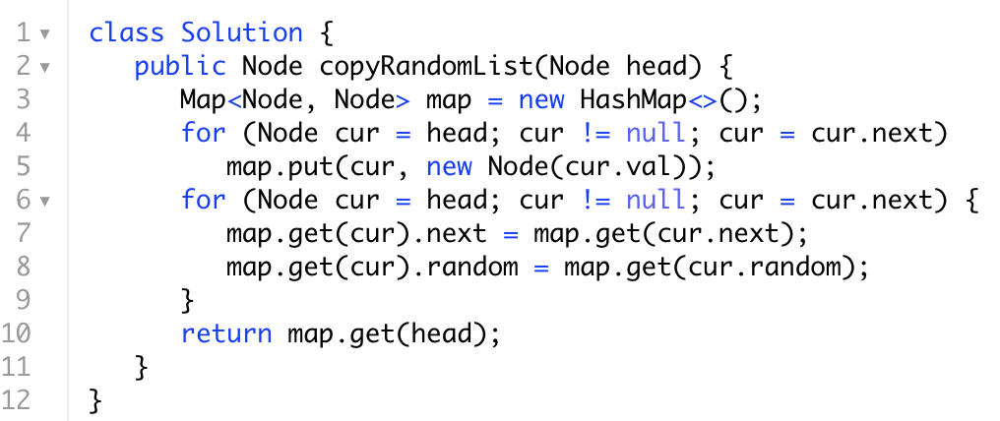 1 class Solution {
2    public Node copyRandomList(Node head) {
3       Map<Node, Node> map = new HashMap<>();
4       for (Node cur = head; cur != null; cur = cur.next)
5          map.put(cur, new Node(cur.val));
6       for (Node cur = head; cur != null; cur = cur.next) {
7          map.get(cur).next = map.get(cur.next);
8          map.get(cur).random = map.get(cur.random);
9       }
10       return map.get(head);
11    }
12 }